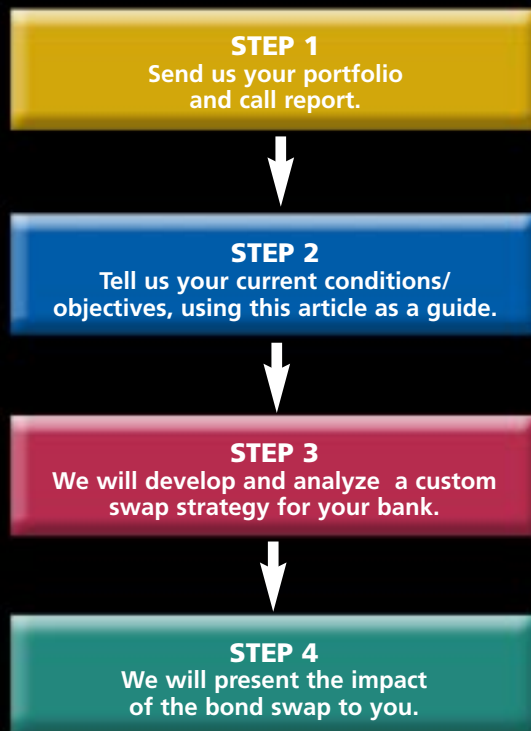 STEP 1
Send us your portfolio
and call report.
STEP 2
Tell us your current conditions/
objectives, using this article as a guide.
STEP 3
We will develop and analyze a custom
swap strategy for your bank.
STEP 4
We will present the impact
of the bond swap to you.